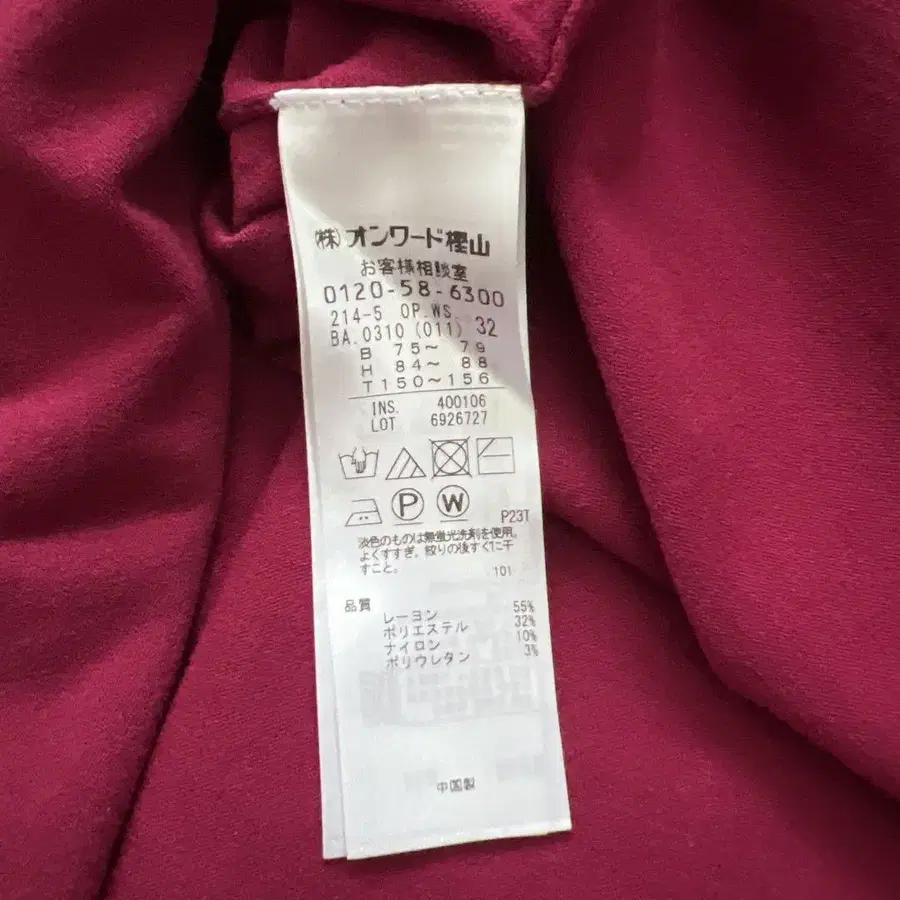 (株)オンワード樫山
お客様相談室
0120-58-6300
214-5 OP.WS.
BA.0310 (011) 32
B 75～ 79
H 84～ 88
T 150～156
INS. 400106
LOT 6926727
P W
P23T
淡色のものは無蛍光洗剤を使用。
よくすすぎ、絞りの後すぐに干
すこと。
101
品質
レーヨン 55%
ポリエステル 32%
ナイロン 10%
ポリウレタン 3%
中国製